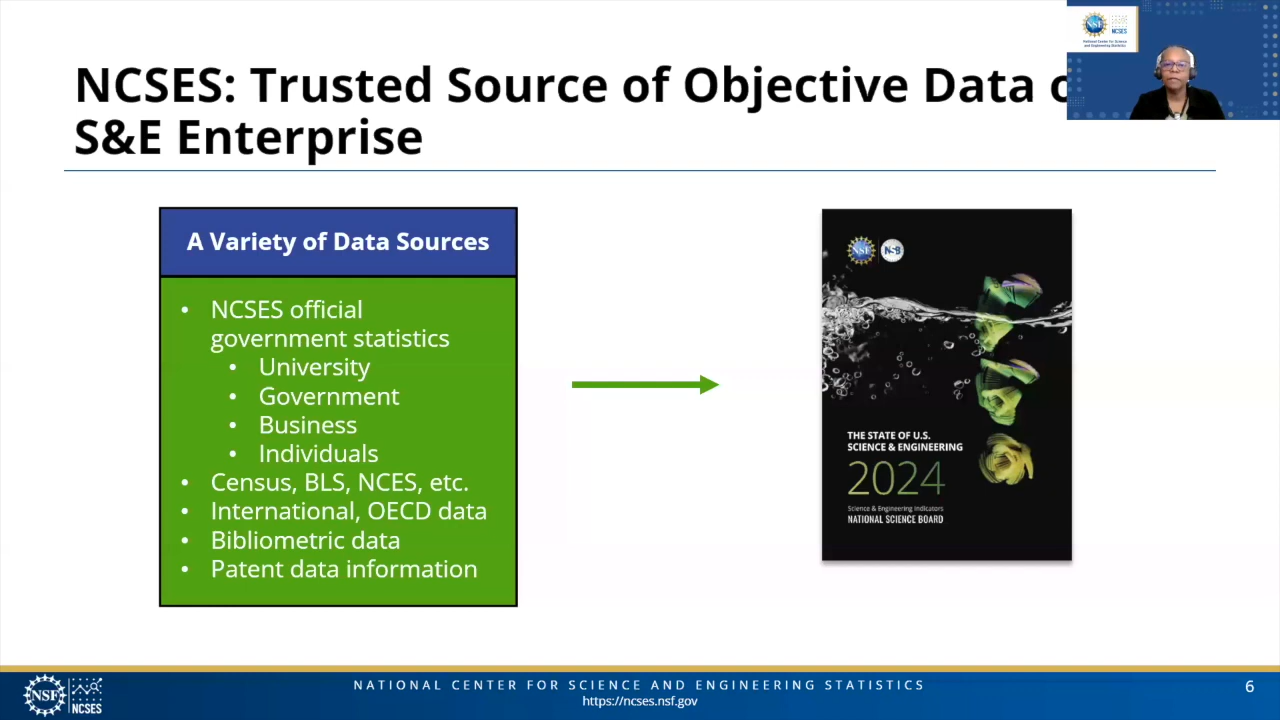 NCSES: Trusted Source of Objective Data
S&E Enterprise
NSF
NCSES
National Center for Science
and Engineering Statistics
A Variety of Data Sources
• NCSES official
government statistics
• University
• Government
• Business
• Individuals
• Census, BLS, NCES, etc.
• International, OECD data
• Bibliometric data
• Patent data information
NSF
NSB
THE STATE OF U.S.
SCIENCE & ENGINEERING
2024
Science & Engineering Indicators
NATIONAL SCIENCE BOARD
NSF
NCSES
NATIONAL CENTER FOR SCIENCE AND ENGINEERING STATISTICS
https://ncses.nsf.gov
6